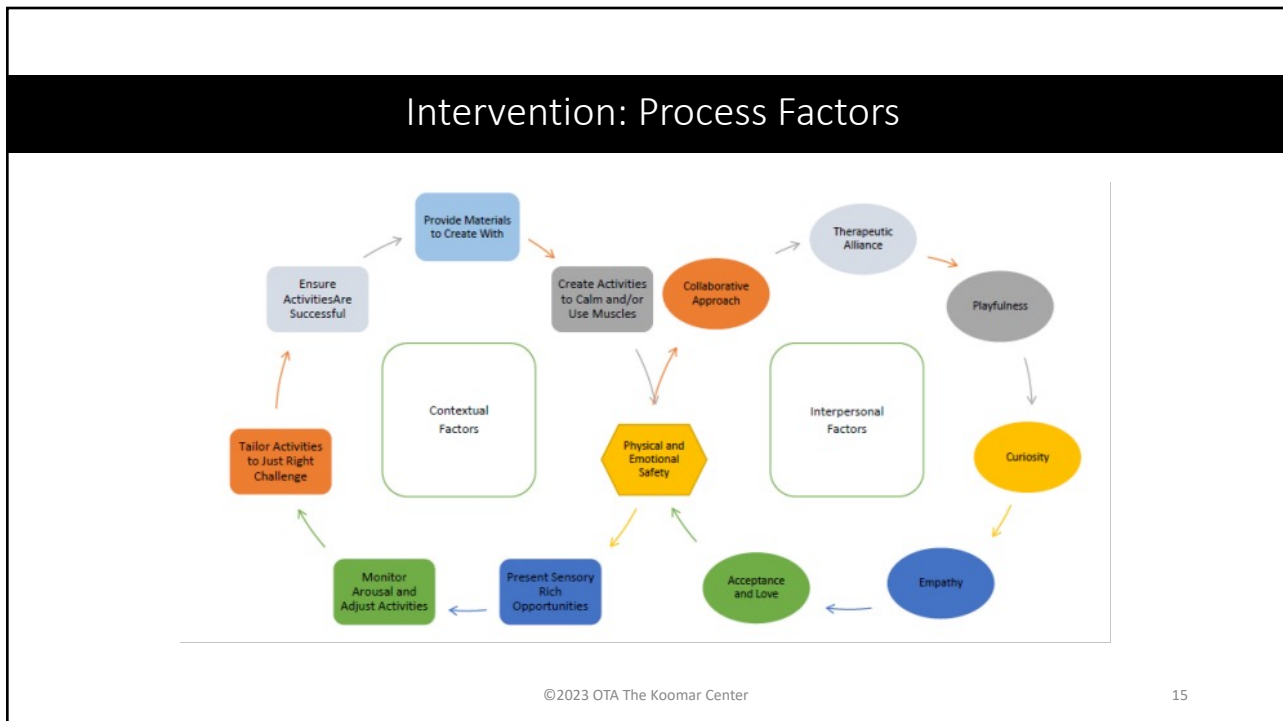 Intervention: Process Factors
Provide Materials
to Create With
Therapeutic
Alliance
Ensure
ActivitiesAre
Successful
Create Activities
to Calm and/or
Use Muscles
Collaborative
Approach
Playfulness
Contextual
Factors
Interpersonal
Factors
Tailor Activities
to Just Right
Challenge
Physical and
Emotional
Safety
Curiosity
Monitor
Arousal and
Adjust Activities
Present Sensory
Rich
Opportunities
Acceptance
and Love
Empathy
©2023 OTA The Koomar Center
15